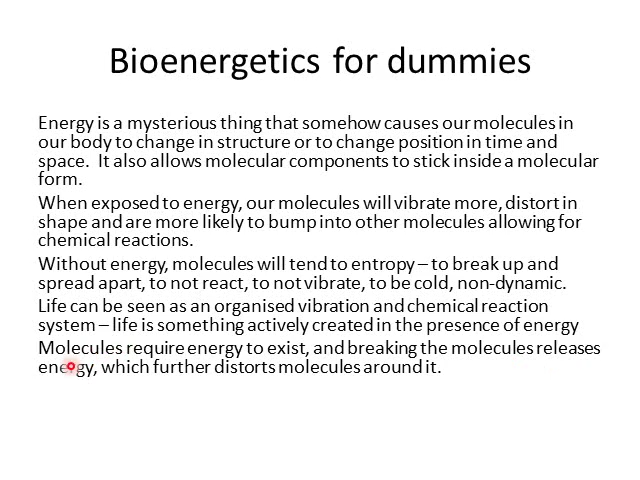 Bioenergetics for dummies
Energy is a mysterious thing that somehow causes our molecules in
our body to change in structure or to change position in time and
space.  It also allows molecular components to stick inside a molecular
form.
When exposed to energy, our molecules will vibrate more, distort in
shape and are more likely to bump into other molecules allowing for
chemical reactions.
Without energy, molecules will tend to entropy – to break up and
spread apart, to not react, to not vibrate, to be cold, non-dynamic.
Life can be seen as an organised vibration and chemical reaction
system – life is something actively created in the presence of energy
Molecules require energy to exist, and breaking the molecules releases
energy, which further distorts molecules around it.